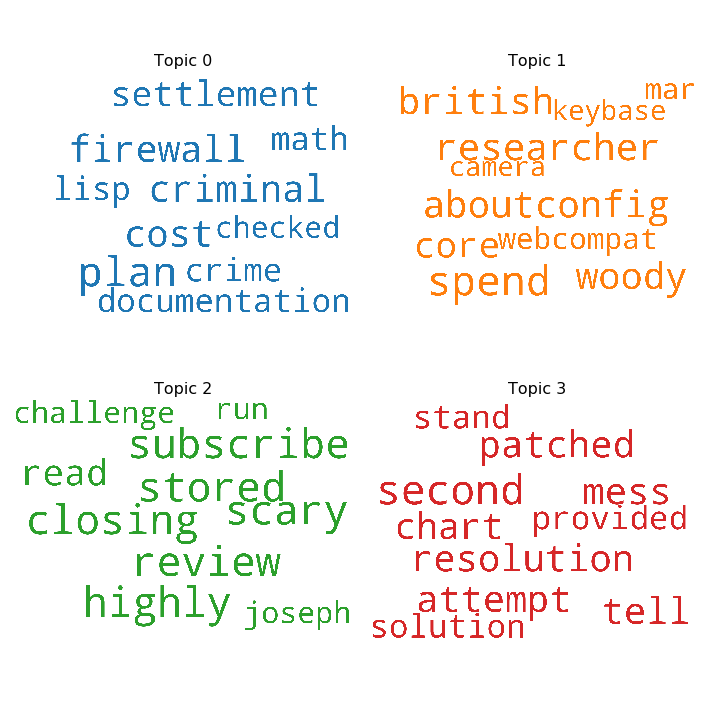 Topic 0
settlement
firewall math
lisp criminal
cost checked
plan crime
documentation
Topic 1
british keybase mar
researcher
camera
aboutconfig
core webcompat
spend woody
Topic 2
challenge run
subscribe
read stored
closing scary
review
highly joseph
Topic 3
stand
patched
second mess
chart provided
resolution
attempt tell
solution